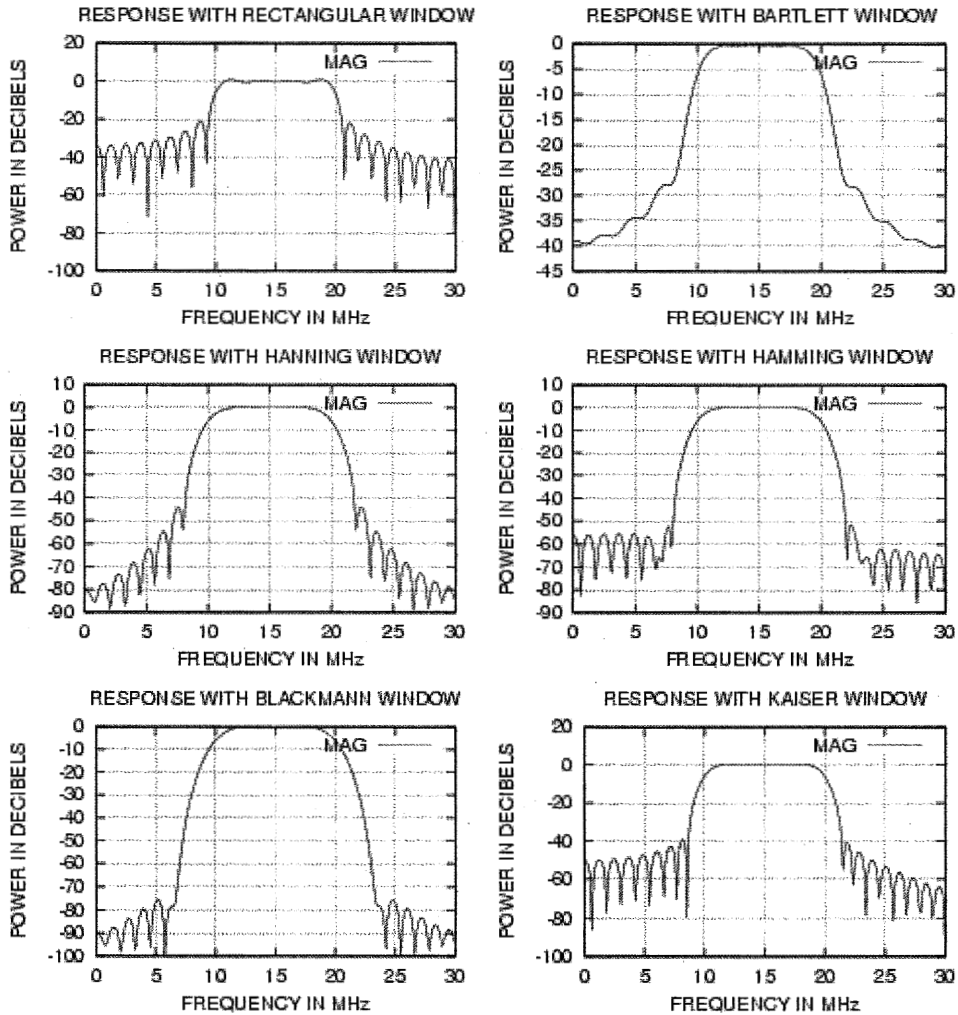 RESPONSE WITH RECTANGULAR WINDOW
POWER IN DECIBELS
20
0
-20
-40
-60
-80
-100
MAG
0 5 10 15 20 25 30
FREQUENCY IN MHz
RESPONSE WITH BARTLETT WINDOW
POWER IN DECIBELS
0
-5
-10
-15
-20
-25
-30
-35
-40
-45
MAG
0 5 10 15 20 25 30
FREQUENCY IN MHz
RESPONSE WITH HANNING WINDOW
POWER IN DECIBELS
10
0
-10
-20
-30
-40
-50
-60
-70
-80
-90
MAG
0 5 10 15 20 25 30
FREQUENCY IN MHz
RESPONSE WITH HAMMING WINDOW
POWER IN DECIBELS
10
0
-10
-20
-30
-40
-50
-60
-70
-80
-90
MAG
0 5 10 15 20 25 30
FREQUENCY IN MHz
RESPONSE WITH BLACKMANN WINDOW
POWER IN DECIBELS
0
-10
-20
-30
-40
-50
-60
-70
-80
-90
-100
MAG
0 5 10 15 20 25 30
FREQUENCY IN MHz
RESPONSE WITH KAISER WINDOW
POWER IN DECIBELS
20
0
-20
-40
-60
-80
-100
MAG
0 5 10 15 20 25 30
FREQUENCY IN MHz